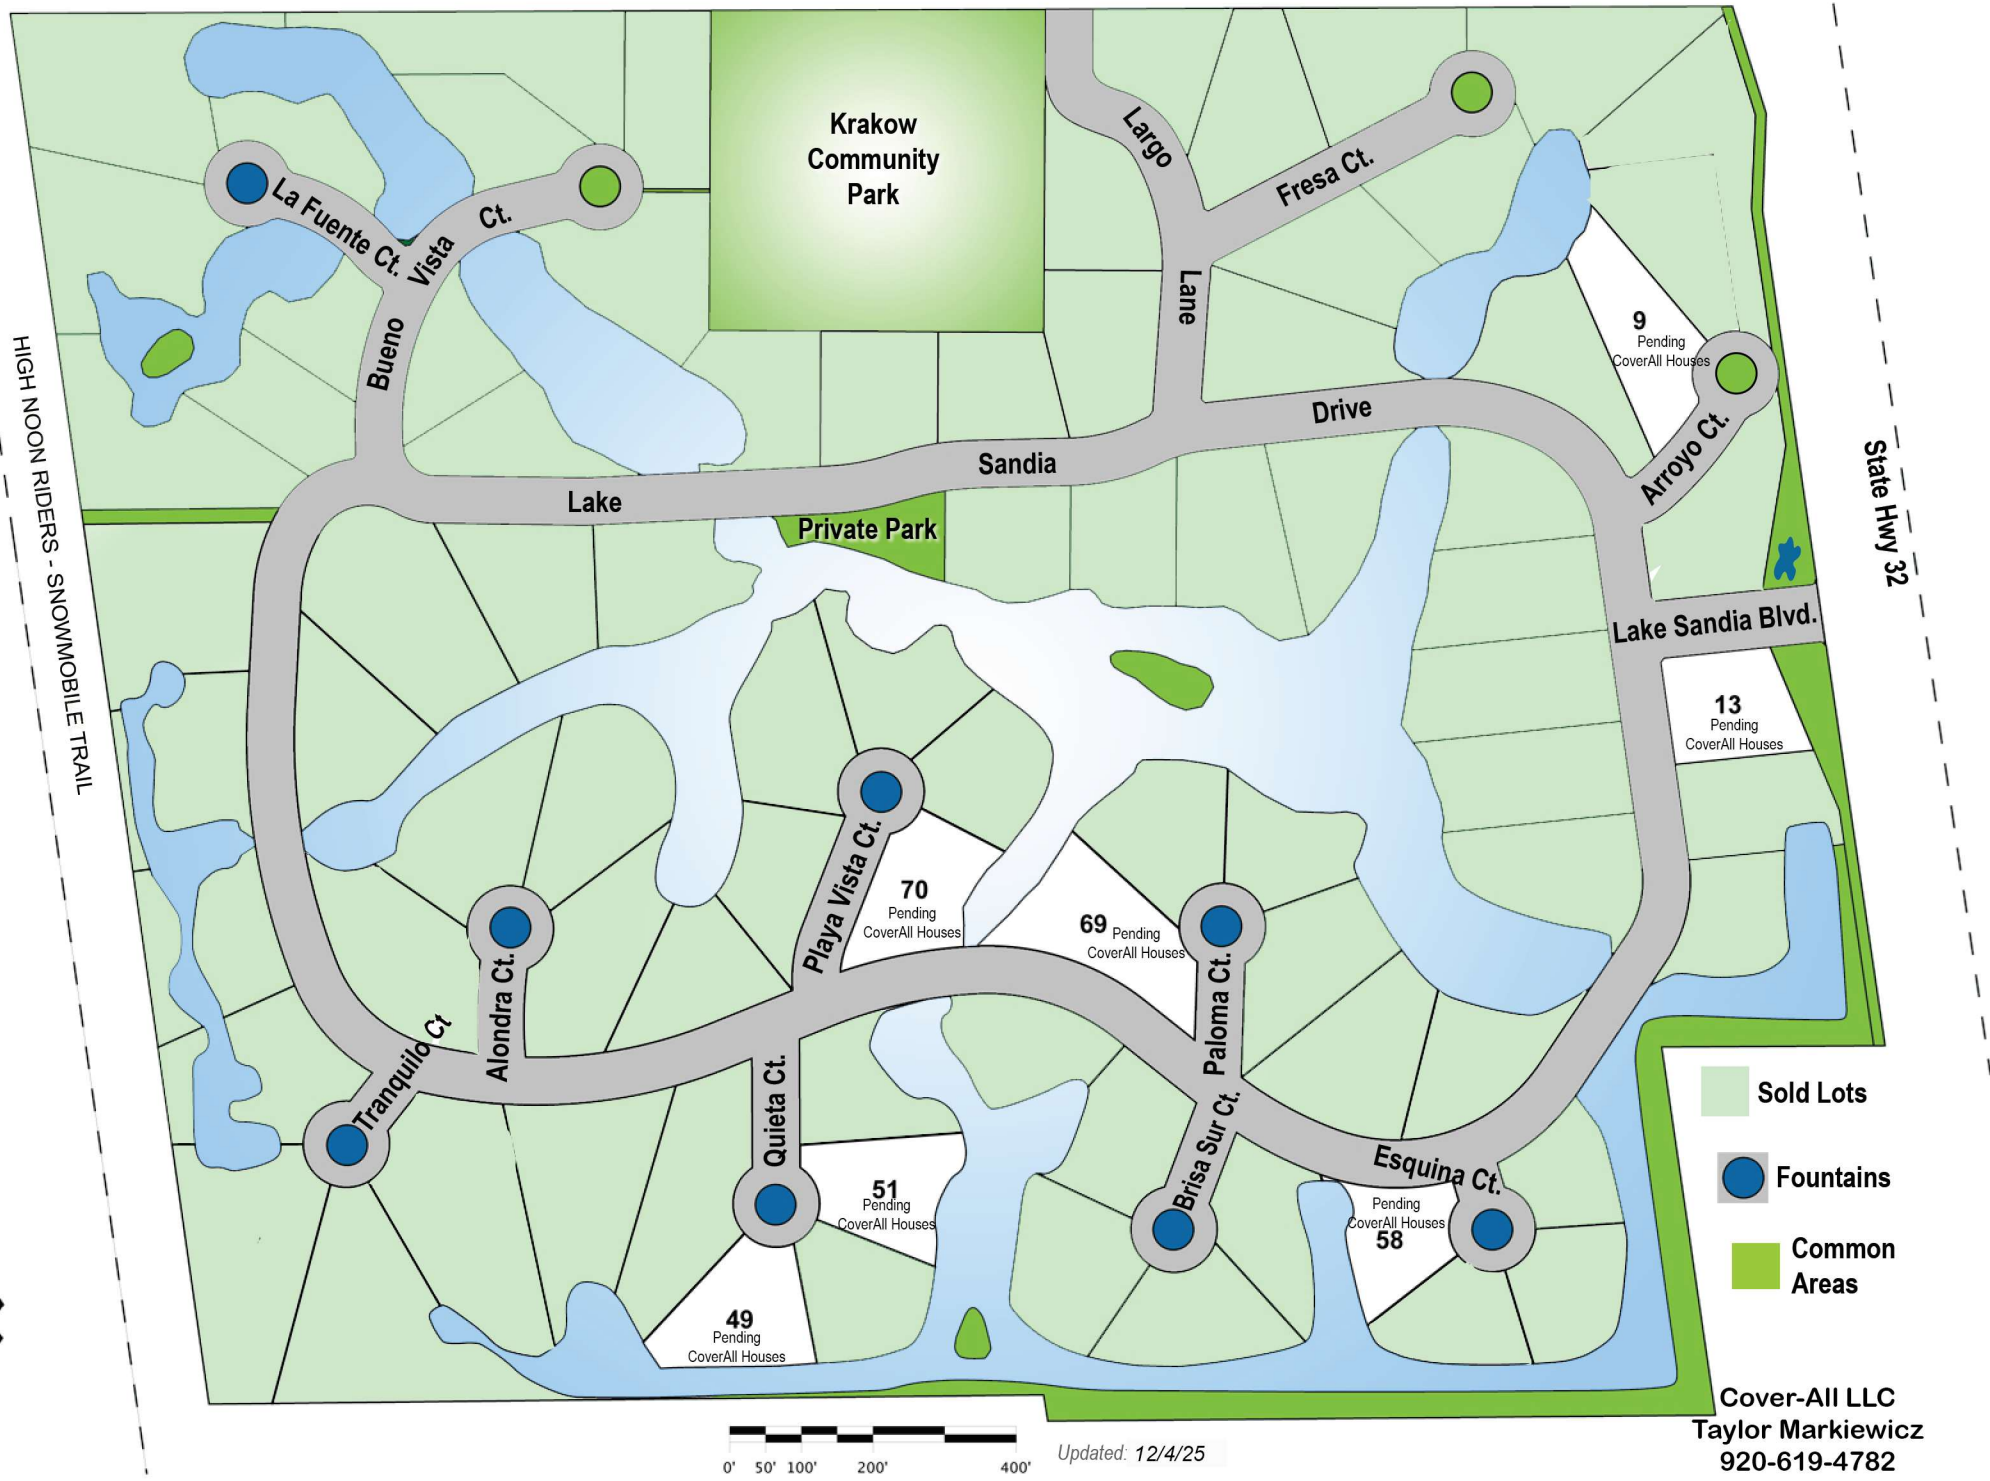 Krakow
Community
Park
Largo
Fresa Ct.
La Fuente Ct.
Vista
Ct.
Bueno
Lane
9
Pending
CoverAll Houses
Drive
Arroyo Ct.
Sandia
Lake
Private Park
HIGH NOON RIDERS - SNOWMOBILE TRAIL
State Hwy 32
Lake Sandia Blvd.
13
Pending
CoverAll Houses
Playa Vista Ct.
70
Pending
CoverAll Houses
69 Pending
CoverAll Houses
Alondra Ct.
Tranquilo Ct
Paloma Ct.
Quieta Ct.
Brisa Sur Ct.
Esquina Ct.
51
Pending
CoverAll Houses
Pending
CoverAll Houses
58
49
Pending
CoverAll Houses
Sold Lots
Fountains
Common
Areas
Cover-All LLC
Taylor Markiewicz
920-619-4782
0' 50' 100' 200' 400'
Updated: 12/4/25